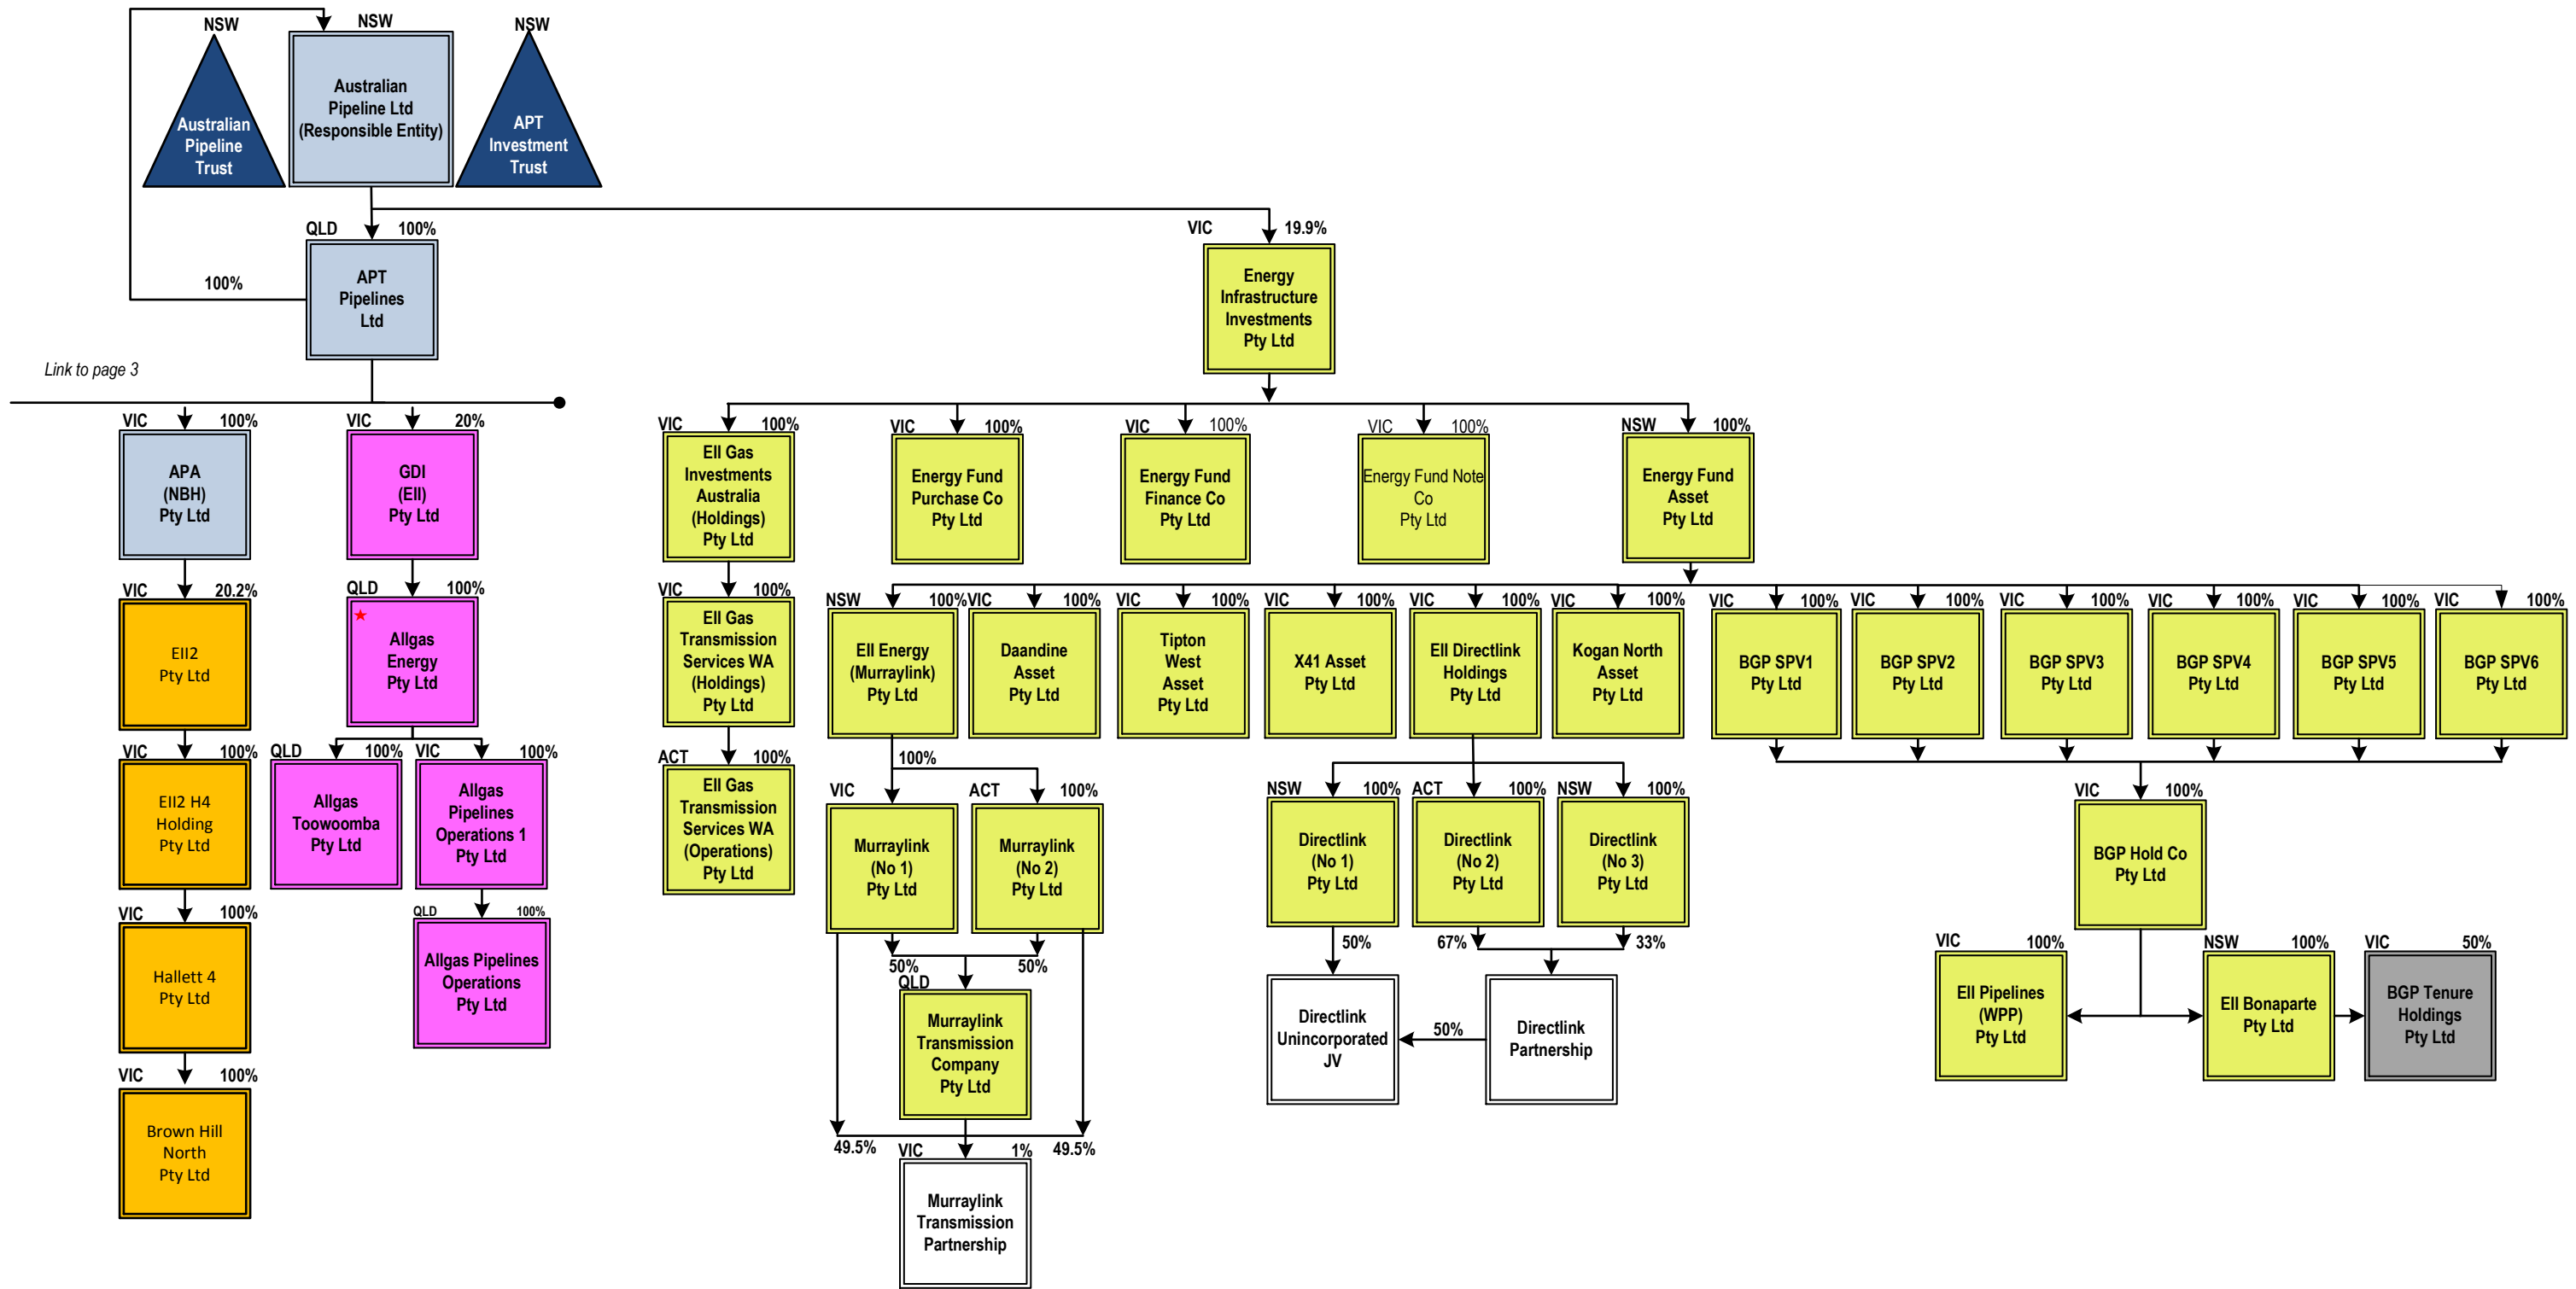 NSW
NSW
NSW
Australian
Pipeline Ltd
(Responsible Entity)
Australian
Pipeline
Trust
APT
Investment
Trust
QLD 100%
VIC 19.9%
APT
Pipelines
Ltd
100%
Energy
Infrastructure
Investments
Pty Ltd
Link to page 3
VIC 100%
APA
(NBH)
Pty Ltd
VIC 20%
GDI
(EII)
Pty Ltd
VIC 100%
EII Gas
Investments
Australia
(Holdings)
Pty Ltd
VIC 100%
Energy Fund
Purchase Co
Pty Ltd
VIC 100%
Energy Fund
Finance Co
Pty Ltd
VIC 100%
Energy Fund Note
Co
Pty Ltd
NSW 100%
Energy Fund
Asset
Pty Ltd
VIC 20.2%
EII2
Pty Ltd
QLD 100%
Allgas
Energy
Pty Ltd
VIC 100%
EII Gas
Transmission
Services WA
(Holdings)
Pty Ltd
NSW 100%
EII Energy
(Murraylink)
Pty Ltd
VIC 100%
Daandine
Asset
Pty Ltd
VIC 100%
Tipton
West
Asset
Pty Ltd
VIC 100%
X41 Asset
Pty Ltd
VIC 100%
EII Directlink
Holdings
Pty Ltd
VIC 100%
Kogan North
Asset
Pty Ltd
VIC 100%
BGP SPV1
Pty Ltd
VIC 100%
BGP SPV2
Pty Ltd
VIC 100%
BGP SPV3
Pty Ltd
VIC 100%
BGP SPV4
Pty Ltd
VIC 100%
BGP SPV5
Pty Ltd
VIC 100%
BGP SPV6
Pty Ltd
VIC 100%
EII2 H4
Holding
Pty Ltd
QLD 100%
Allgas
Toowoomba
Pty Ltd
VIC 100%
Allgas
Pipelines
Operations 1
Pty Ltd
ACT 100%
EII Gas
Transmission
Services WA
(Operations)
Pty Ltd
100%
VIC
Murraylink
(No 1)
Pty Ltd
ACT 100%
Murraylink
(No 2)
Pty Ltd
NSW 100%
Directlink
(No 1)
Pty Ltd
ACT 100%
Directlink
(No 2)
Pty Ltd
NSW 100%
Directlink
(No 3)
Pty Ltd
VIC 100%
BGP Hold Co
Pty Ltd
VIC 100%
Hallett 4
Pty Ltd
QLD 100%
Allgas Pipelines
Operations
Pty Ltd
50% 50%
QLD
Murraylink
Transmission
Company
Pty Ltd
50%
67% 33%
Directlink
Unincorporated
JV
50%
Directlink
Partnership
VIC 100%
EII Pipelines
(WPP)
Pty Ltd
NSW 100%
EII Bonaparte
Pty Ltd
VIC 50%
BGP Tenure
Holdings
Pty Ltd
VIC 100%
Brown Hill
North
Pty Ltd
49.5% 49.5%
VIC 1%
Murraylink
Transmission
Partnership